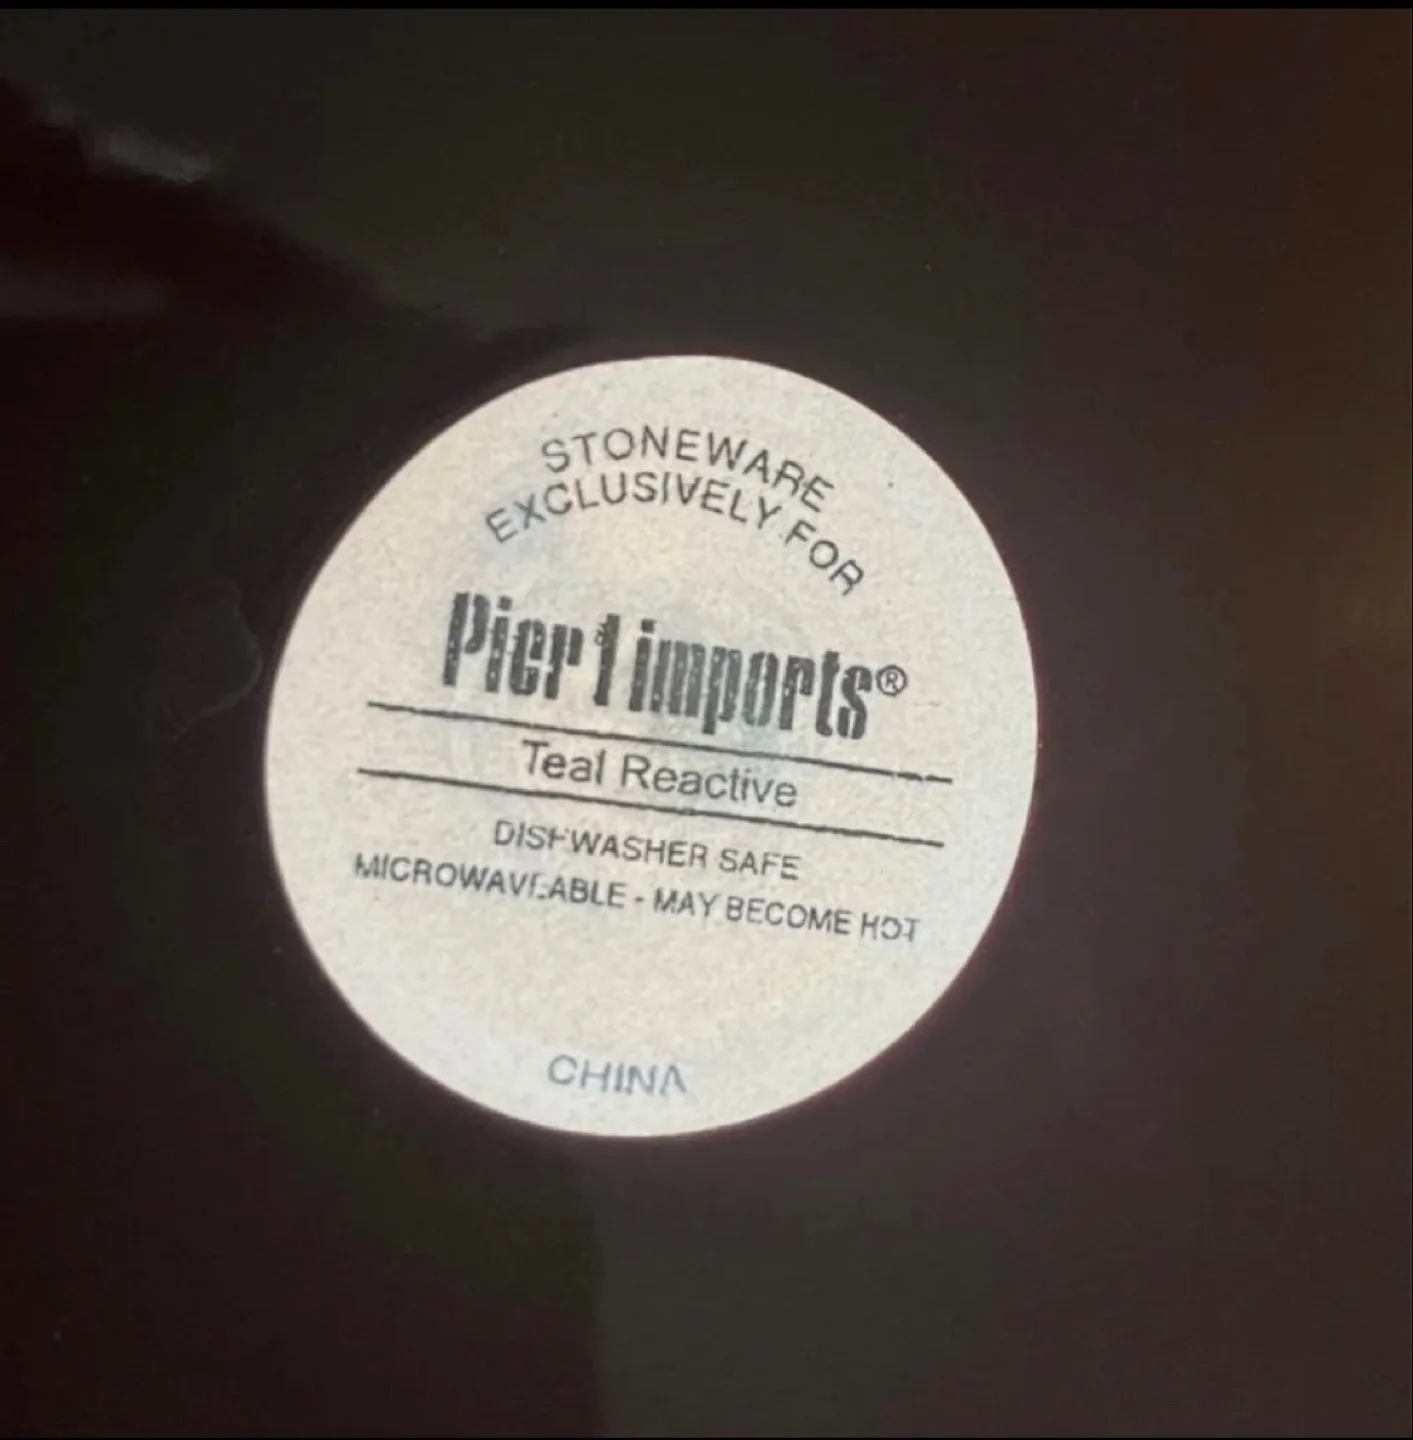 STONEWARE
EXCLUSIVELY FOR
Pier 1 imports®
Teal Reactive
DISHWASHER SAFE
MICROWAVEABLE - MAY BECOME HOT
CHINA